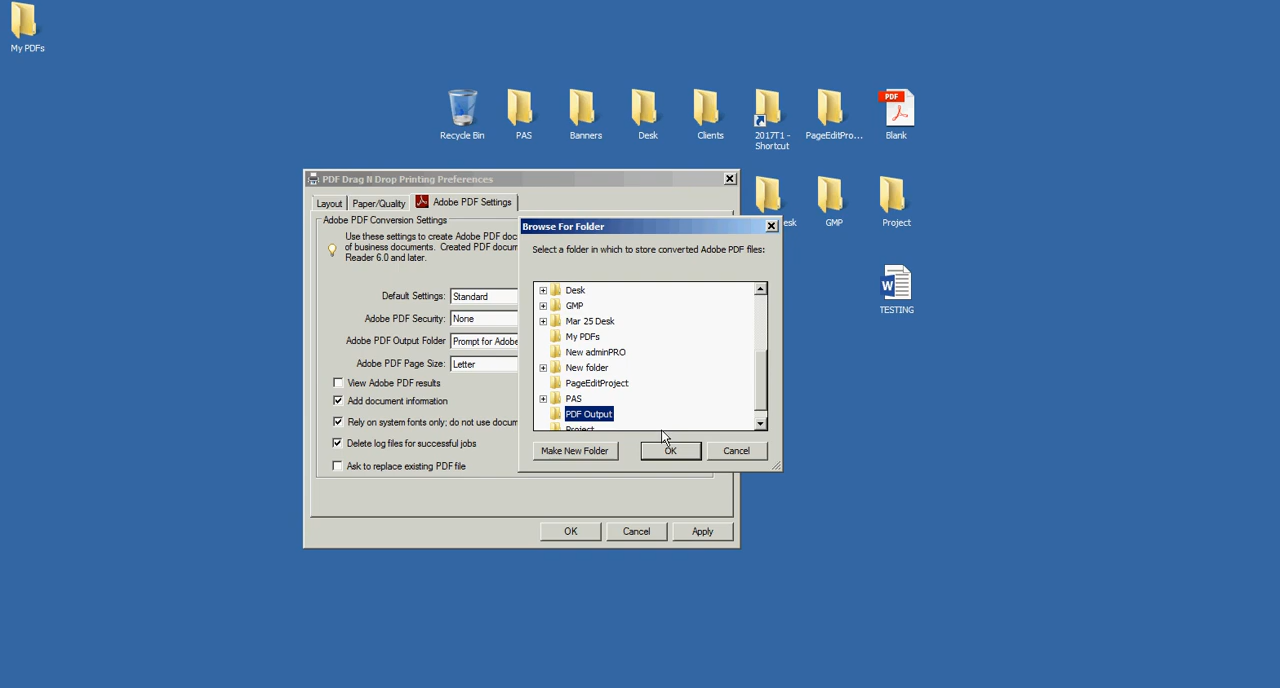 My PDFs
Recycle Bin
PAS
Banners
Desk
Clients
2017T1 -
Shortcut
PageEditPro...
PDF
Blank
PDF Drag N Drop Printing Preferences
Layout
Paper/Quality
Adobe PDF Settings
esk
GMP
Project
Adobe PDF Conversion Settings
Use these settings to create Adobe PDF doc
of business documents. Created PDF docum
Reader 6.0 and later.
Default Settings:
Standard
Adobe PDF Security:
None
Adobe PDF Output Folder
Prompt for Adobe
Adobe PDF Page Size:
Letter
View Adobe PDF results
Add document information
Rely on system fonts only; do not use docum
Delete log files for successful jobs
Ask to replace existing PDF file
OK
Cancel
Apply
Browse For Folder
Select a folder in which to store converted Adobe PDF files:
Desk
GMP
Mar 25 Desk
My PDFs
New adminPRO
New folder
PageEditProject
PAS
PDF Output
Project
Make New Folder
OK
Cancel
W
TESTING